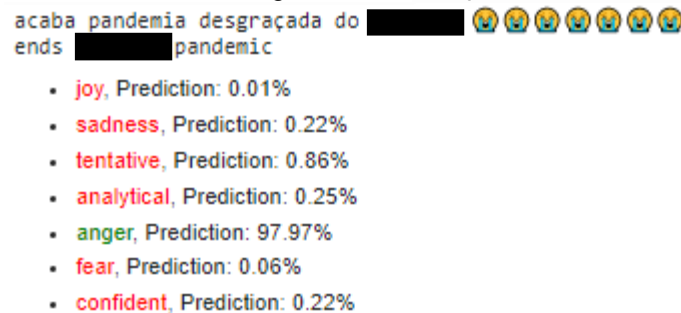 acaba pandemia desgraçada do 😭😭😭😭😭😭😭
ends pandemic
• joy, Prediction: 0.01%
• sadness, Prediction: 0.22%
• tentative, Prediction: 0.86%
• analytical, Prediction: 0.25%
• anger, Prediction: 97.97%
• fear, Prediction: 0.06%
• confident, Prediction: 0.22%